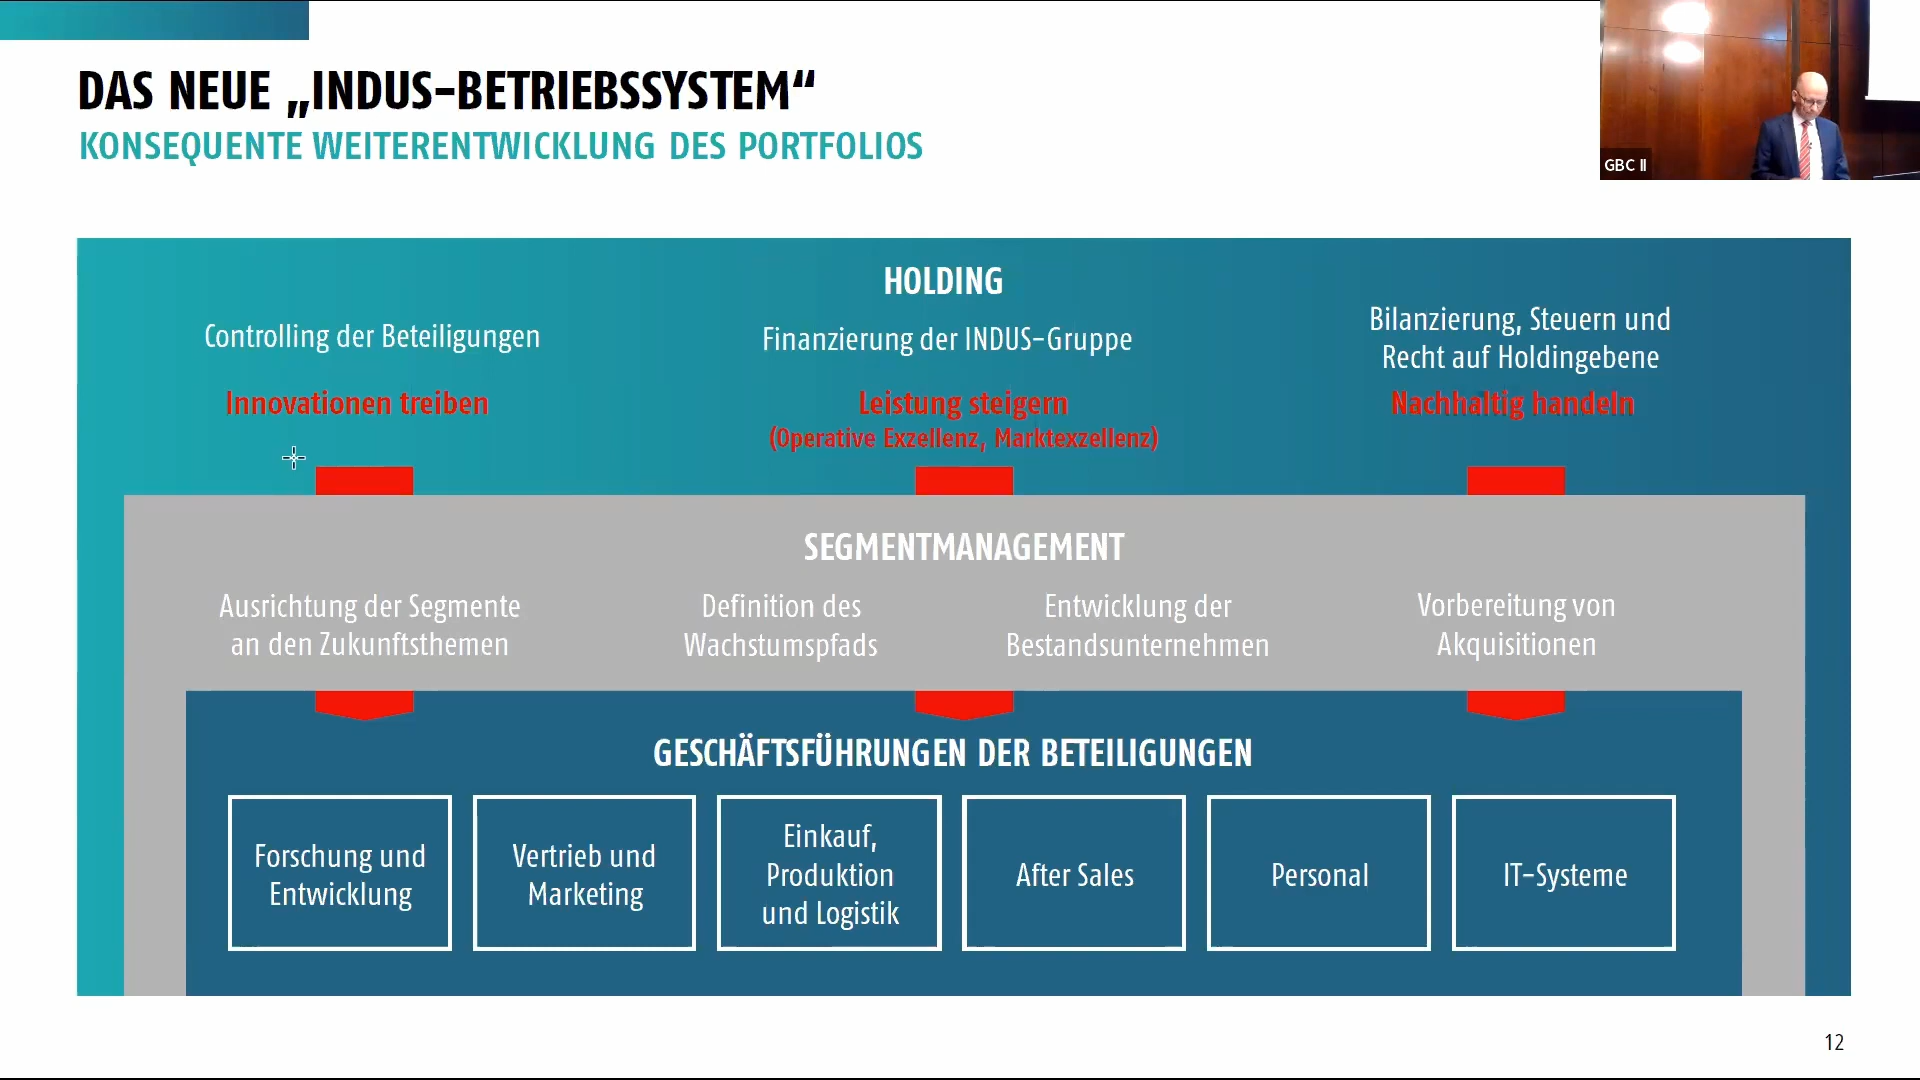 DAS NEUE „INDUS-BETRIEBSSYSTEM“
KONSEQUENTE WEITERENTWICKLUNG DES PORTFOLIOS
GBC II
HOLDING
Controlling der Beteiligungen
Finanzierung der INDUS-Gruppe
Bilanzierung, Steuern und
Recht auf Holdingebene
Innovationen treiben
Leistung steigern
(Operative Exzellenz, Marktexzellenz)
Nachhaltig handeln
SEGMENTMANAGEMENT
Ausrichtung der Segmente
an den Zukunftsthemen
Definition des
Wachstumspfads
Entwicklung der
Bestandsunternehmen
Vorbereitung von
Akquisitionen
GESCHÄFTSFÜHRUNGEN DER BETEILIGUNGEN
Forschung und
Entwicklung
Vertrieb und
Marketing
Einkauf,
Produktion
und Logistik
After Sales
Personal
IT-Systeme
12